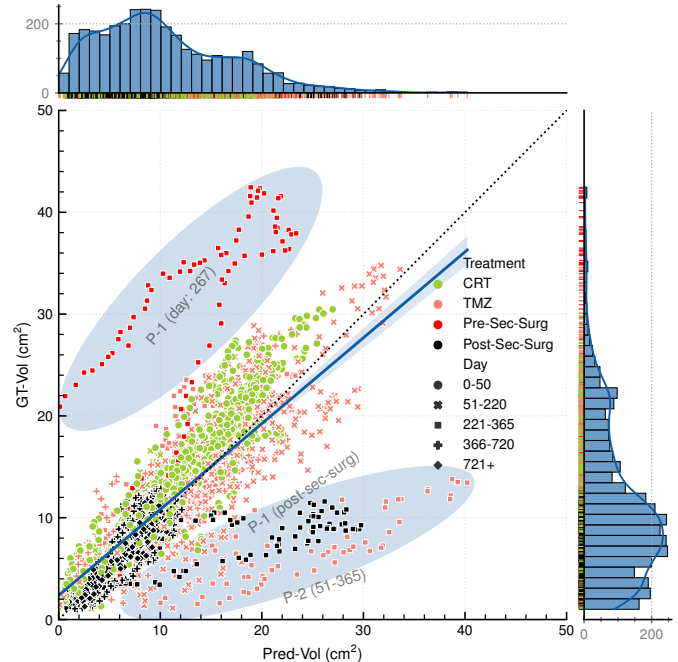 200
0
50
40
30
20
10
0
GT-Vol (cm²)
0
10
20
30
40
50
Pred-Vol (cm²)
P-1 (day: 267)
P-1 (post-sec-surg)
P-2 (51-365)
Treatment
CRT
TMZ
Pre-Sec-Surg
Post-Sec-Surg
Day
0-50
51-220
221-365
366-720
721+
0
200